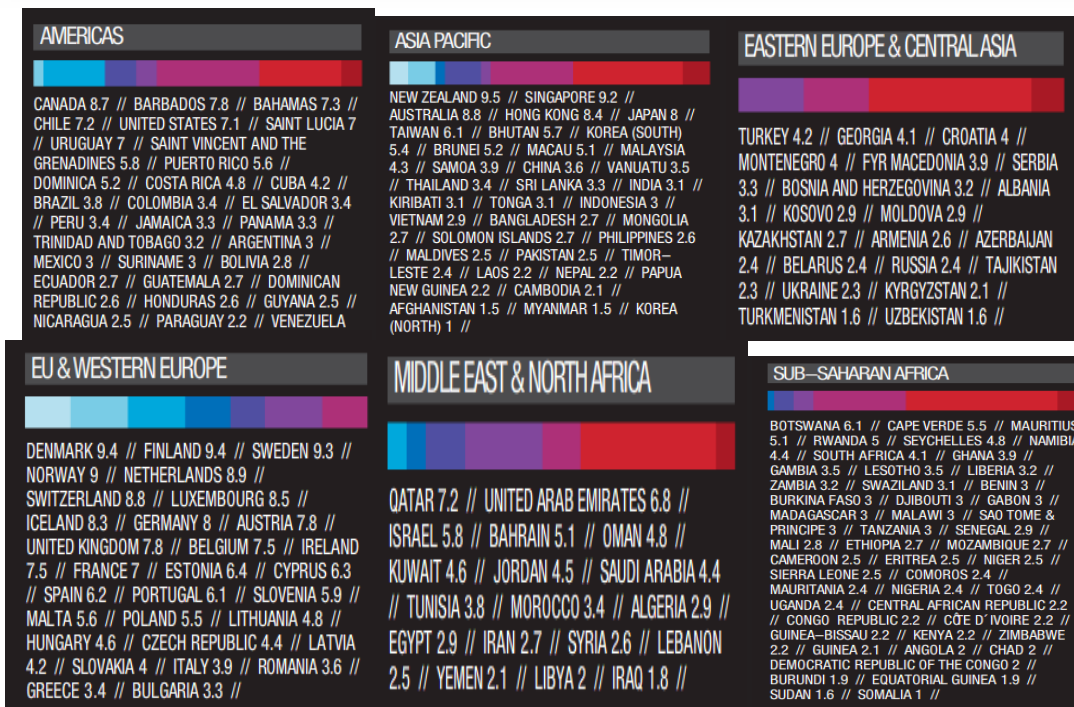 AMERICAS
CANADA 8.7 // BARBADOS 7.8 // BAHAMAS 7.3 //
CHILE 7.2 // UNITED STATES 7.1 // SAINT LUCIA 7
// URUGUAY 7 // SAINT VINCENT AND THE
GRENADINES 5.8 // PUERTO RICO 5.6 //
DOMINICA 5.2 // COSTA RICA 4.8 // CUBA 4.2 //
BRAZIL 3.8 // COLOMBIA 3.4 // EL SALVADOR 3.4
// PERU 3.4 // JAMAICA 3.3 // PANAMA 3.3 //
TRINIDAD AND TOBAGO 3.2 // ARGENTINA 3 //
MEXICO 3 // SURINAME 3 // BOLIVIA 2.8 //
ECUADOR 2.7 // GUATEMALA 2.7 // DOMINICAN
REPUBLIC 2.6 // HONDURAS 2.6 // GUYANA 2.5 //
NICARAGUA 2.5 // PARAGUAY 2.2 // VENEZUELA
ASIA PACIFIC
NEW ZEALAND 9.5 // SINGAPORE 9.2 //
AUSTRALIA 8.8 // HONG KONG 8.4 // JAPAN 8 //
TAIWAN 6.1 // BHUTAN 5.7 // KOREA (SOUTH)
5.4 // BRUNEI 5.2 // MACAU 5.1 // MALAYSIA
4.3 // SAMOA 3.9 // CHINA 3.6 // VANUATU 3.5
// THAILAND 3.4 // SRI LANKA 3.3 // INDIA 3.1 //
KIRIBATI 3.1 // TONGA 3.1 // INDONESIA 3 //
VIETNAM 2.9 // BANGLADESH 2.7 // MONGOLIA
2.7 // SOLOMON ISLANDS 2.7 // PHILIPPINES 2.6
// MALDIVES 2.5 // PAKISTAN 2.5 // TIMOR–
LESTE 2.4 // LAOS 2.2 // NEPAL 2.2 // PAPUA
NEW GUINEA 2.2 // CAMBODIA 2.1 //
AFGHANISTAN 1.5 // MYANMAR 1.5 // KOREA
(NORTH) 1 //
EASTERN EUROPE & CENTRAL ASIA
TURKEY 4.2 // GEORGIA 4.1 // CROATIA 4 //
MONTENEGRO 4 // FYR MACEDONIA 3.9 // SERBIA
3.3 // BOSNIA AND HERZEGOVINA 3.2 // ALBANIA
3.1 // KOSOVO 2.9 // MOLDOVA 2.9 //
KAZAKHSTAN 2.7 // ARMENIA 2.6 // AZERBAIJAN
2.4 // BELARUS 2.4 // RUSSIA 2.4 // TAJIKISTAN
2.3 // UKRAINE 2.3 // KYRGYZSTAN 2.1 //
TURKMENISTAN 1.6 // UZBEKISTAN 1.6 //
EU & WESTERN EUROPE
DENMARK 9.4 // FINLAND 9.4 // SWEDEN 9.3 //
NORWAY 9 // NETHERLANDS 8.9 //
SWITZERLAND 8.8 // LUXEMBOURG 8.5 //
ICELAND 8.3 // GERMANY 8 // AUSTRIA 7.8 //
UNITED KINGDOM 7.8 // BELGIUM 7.5 // IRELAND
7.5 // FRANCE 7 // ESTONIA 6.4 // CYPRUS 6.3
// SPAIN 6.2 // PORTUGAL 6.1 // SLOVENIA 5.9 //
MALTA 5.6 // POLAND 5.5 // LITHUANIA 4.8 //
HUNGARY 4.6 // CZECH REPUBLIC 4.4 // LATVIA
4.2 // SLOVAKIA 4 // ITALY 3.9 // ROMANIA 3.6 //
GREECE 3.4 // BULGARIA 3.3 //
MIDDLE EAST & NORTH AFRICA
QATAR 7.2 // UNITED ARAB EMIRATES 6.8 //
ISRAEL 5.8 // BAHRAIN 5.1 // OMAN 4.8 //
KUWAIT 4.6 // JORDAN 4.5 // SAUDI ARABIA 4.4
// TUNISIA 3.8 // MOROCCO 3.4 // ALGERIA 2.9 //
EGYPT 2.9 // IRAN 2.7 // SYRIA 2.6 // LEBANON
2.5 // YEMEN 2.1 // LIBYA 2 // IRAQ 1.8 //
SUB–SAHARAN AFRICA
BOTSWANA 6.1 // CAPE VERDE 5.5 // MAURITIUS
5.1 // RWANDA 5 // SEYCHELLES 4.8 // NAMIBIA
4.4 // SOUTH AFRICA 4.1 // GHANA 3.9 //
GAMBIA 3.5 // LESOTHO 3.5 // LIBERIA 3.2 //
ZAMBIA 3.2 // SWAZILAND 3.1 // BENIN 3 //
BURKINA FASO 3 // DJIBOUTI 3 // GABON 3 //
MADAGASCAR 3 // MALAWI 3 // SAO TOME &
PRINCIPE 3 // TANZANIA 3 // SENEGAL 2.9 //
MALI 2.8 // ETHIOPIA 2.7 // MOZAMBIQUE 2.7 //
CAMEROON 2.5 // ERITREA 2.5 // NIGER 2.5 //
SIERRA LEONE 2.5 // COMOROS 2.4 //
MAURITANIA 2.4 // NIGERIA 2.4 // TOGO 2.4 //
UGANDA 2.4 // CENTRAL AFRICAN REPUBLIC 2.2
// CONGO REPUBLIC 2.2 // CÔTE D´IVOIRE 2.2 //
GUINEA–BISSAU 2.2 // KENYA 2.2 // ZIMBABWE
2.2 // GUINEA 2.1 // ANGOLA 2 // CHAD 2 //
DEMOCRATIC REPUBLIC OF THE CONGO 2 //
BURUNDI 1.9 // EQUATORIAL GUINEA 1.9 //
SUDAN 1.6 // SOMALIA 1 //